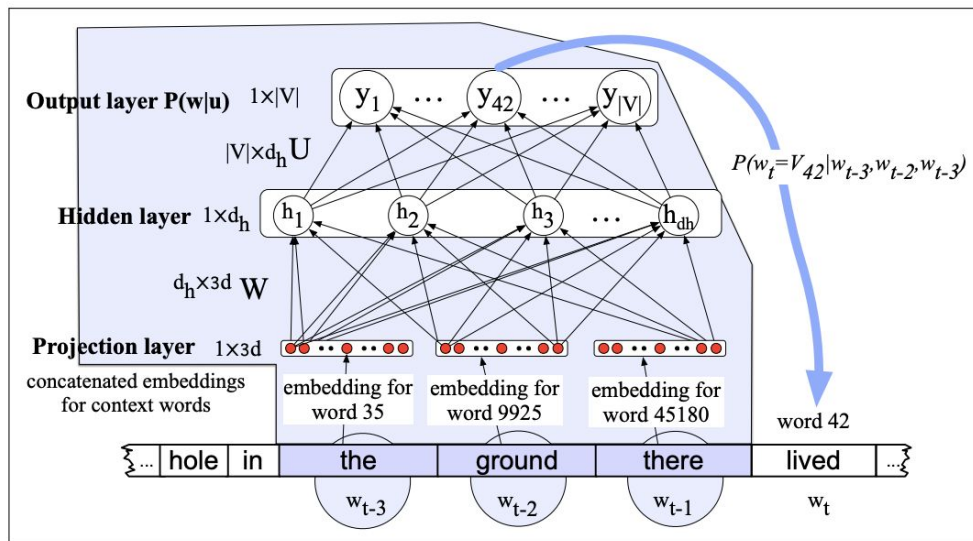 Output layer P(w|u) 1×|V| y1 ... y42 ... y|V|
|V|×dh U
P(wt=V42|wt-3,wt-2,wt-3)
Hidden layer 1×dh h1 h2 h3 ... hdh
dh×3d W
Projection layer 1×3d
concatenated embeddings
for context words
embedding for
word 35
embedding for
word 9925
embedding for
word 45180
word 42
... hole in the ground there lived ...
wt-3 wt-2 wt-1 wt